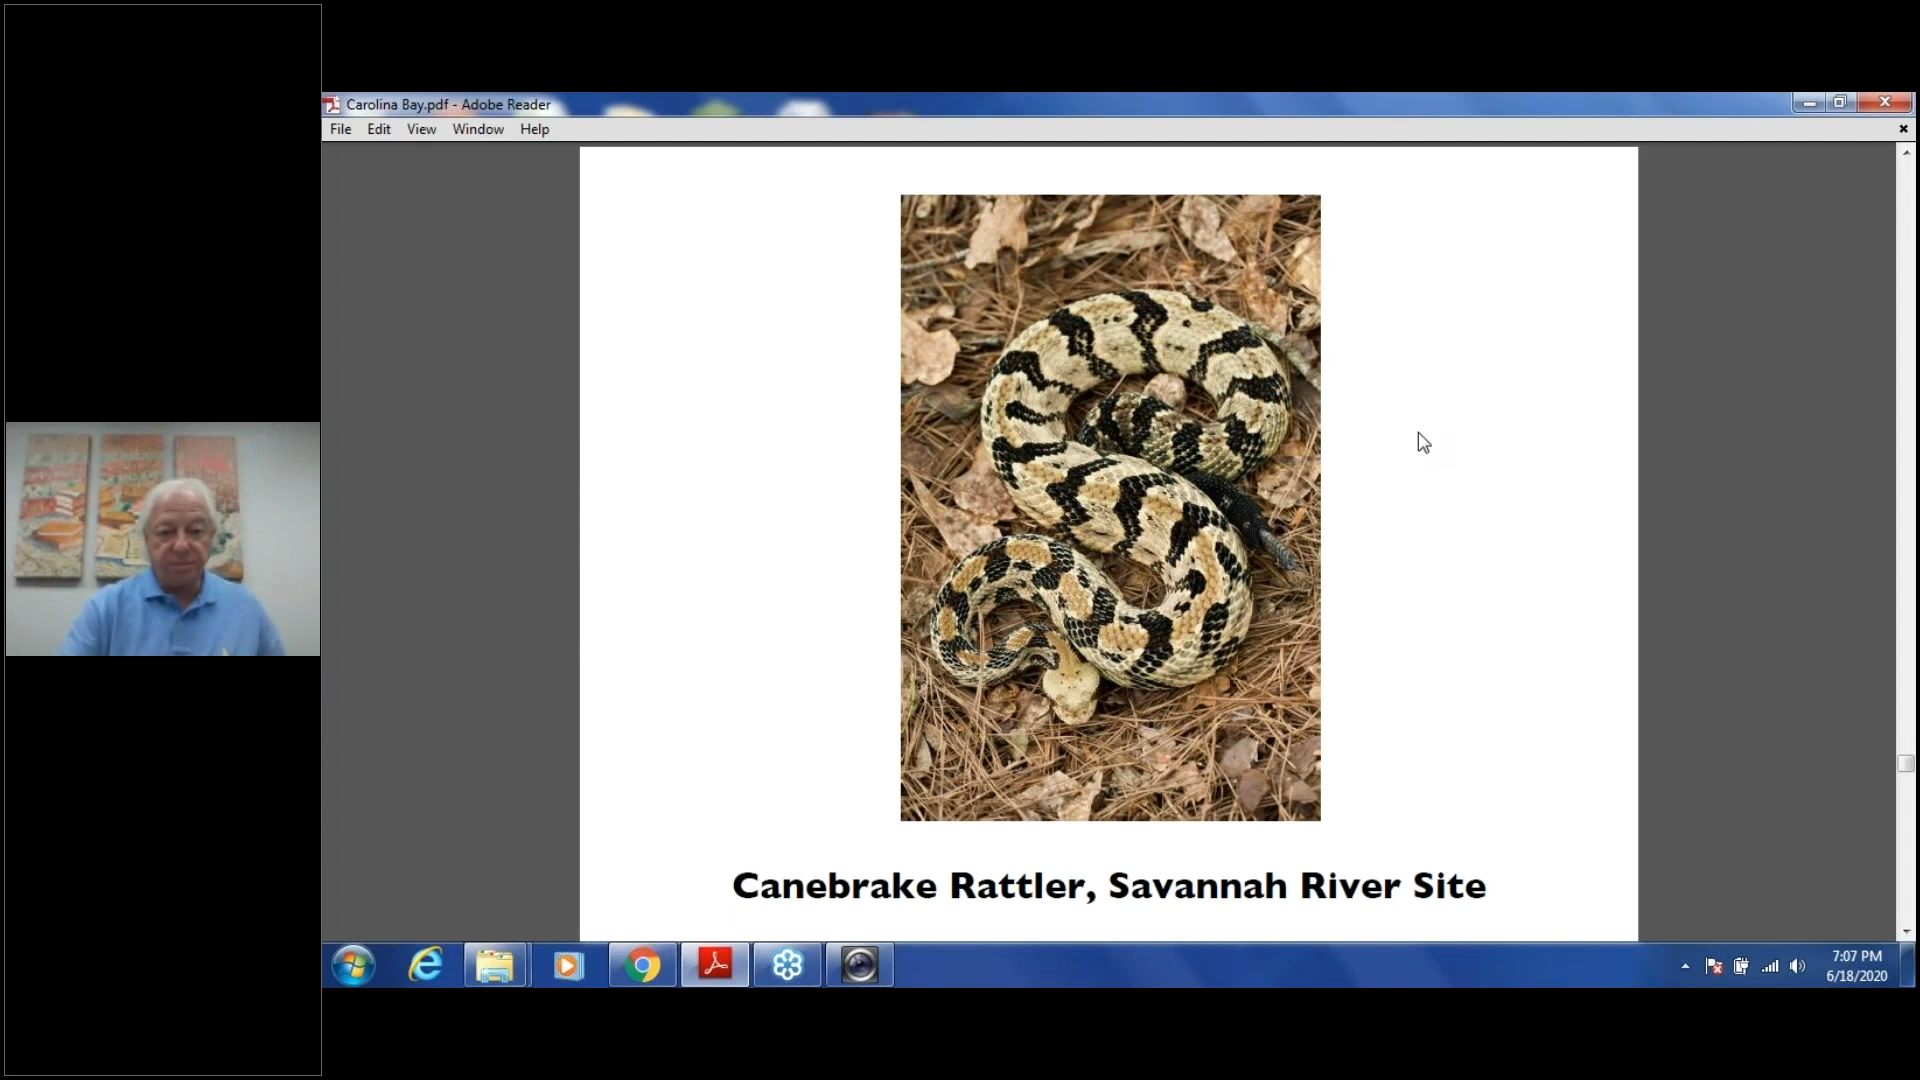 Carolina Bay.pdf - Adobe Reader
File Edit View Window Help
Canebrake Rattler, Savannah River Site
7:07 PM
6/18/2020